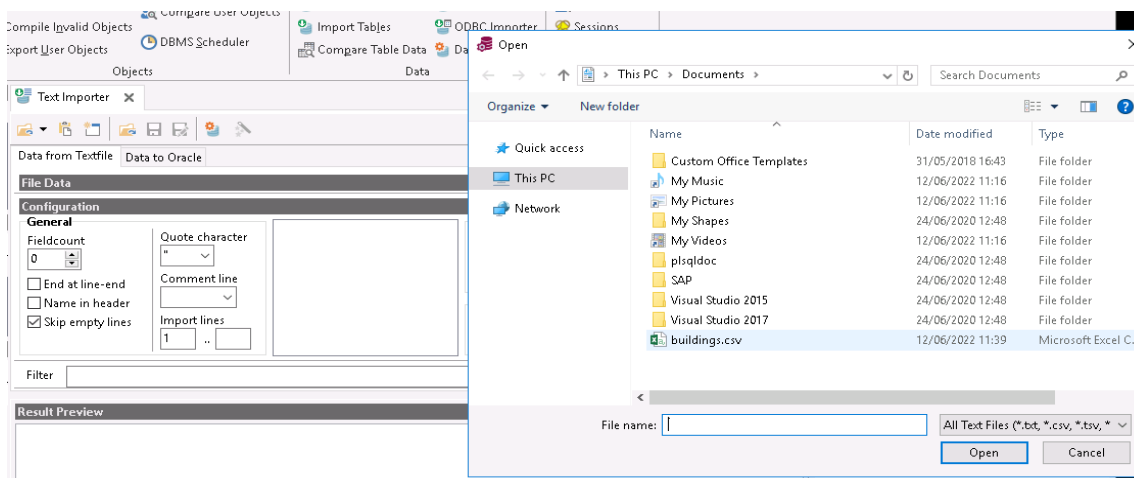 Compile Invalid Objects
Compare User Objects
Import Tables
ODBC Importer
Sessions
Export User Objects
DBMS Scheduler
Compare Table Data
Objects
Data
Text Importer
Data from Textfile
Data to Oracle
File Data
Configuration
General
Fieldcount
0
End at line-end
Name in header
Skip empty lines
Quote character
"
Comment line
Import lines
1 ..
Filter
Result Preview
Open
This PC > Documents >
Search Documents
Organize
New folder
Quick access
This PC
Network
Name Date modified Type
Custom Office Templates 31/05/2018 16:43 File folder
My Music 12/06/2022 11:16 File folder
My Pictures 12/06/2022 11:16 File folder
My Shapes 24/06/2020 12:48 File folder
My Videos 12/06/2022 11:16 File folder
plsqldoc 24/06/2020 12:48 File folder
SAP 24/06/2020 12:48 File folder
Visual Studio 2015 24/06/2020 12:48 File folder
Visual Studio 2017 24/06/2020 12:48 File folder
buildings.csv 12/06/2022 11:39 Microsoft Excel C.
File name:
All Text Files (*.txt, *.csv, *.tsv, *
Open
Cancel